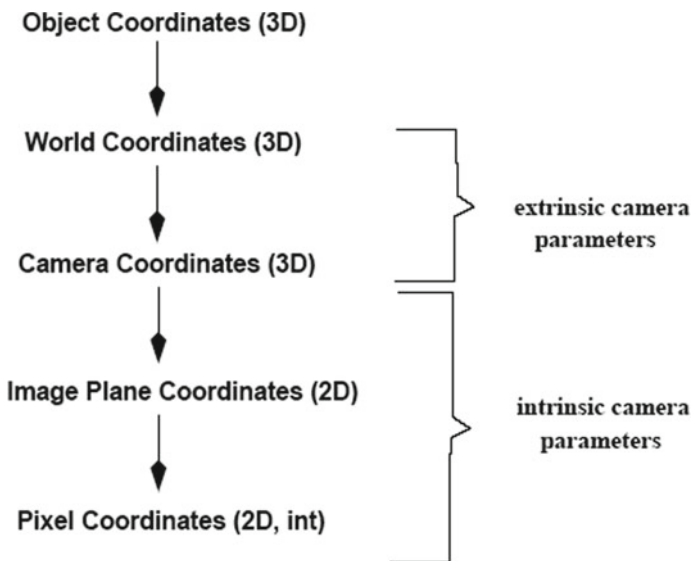 Object Coordinates (3D)
World Coordinates (3D)
extrinsic camera
parameters
Camera Coordinates (3D)
Image Plane Coordinates (2D)
intrinsic camera
parameters
Pixel Coordinates (2D, int)